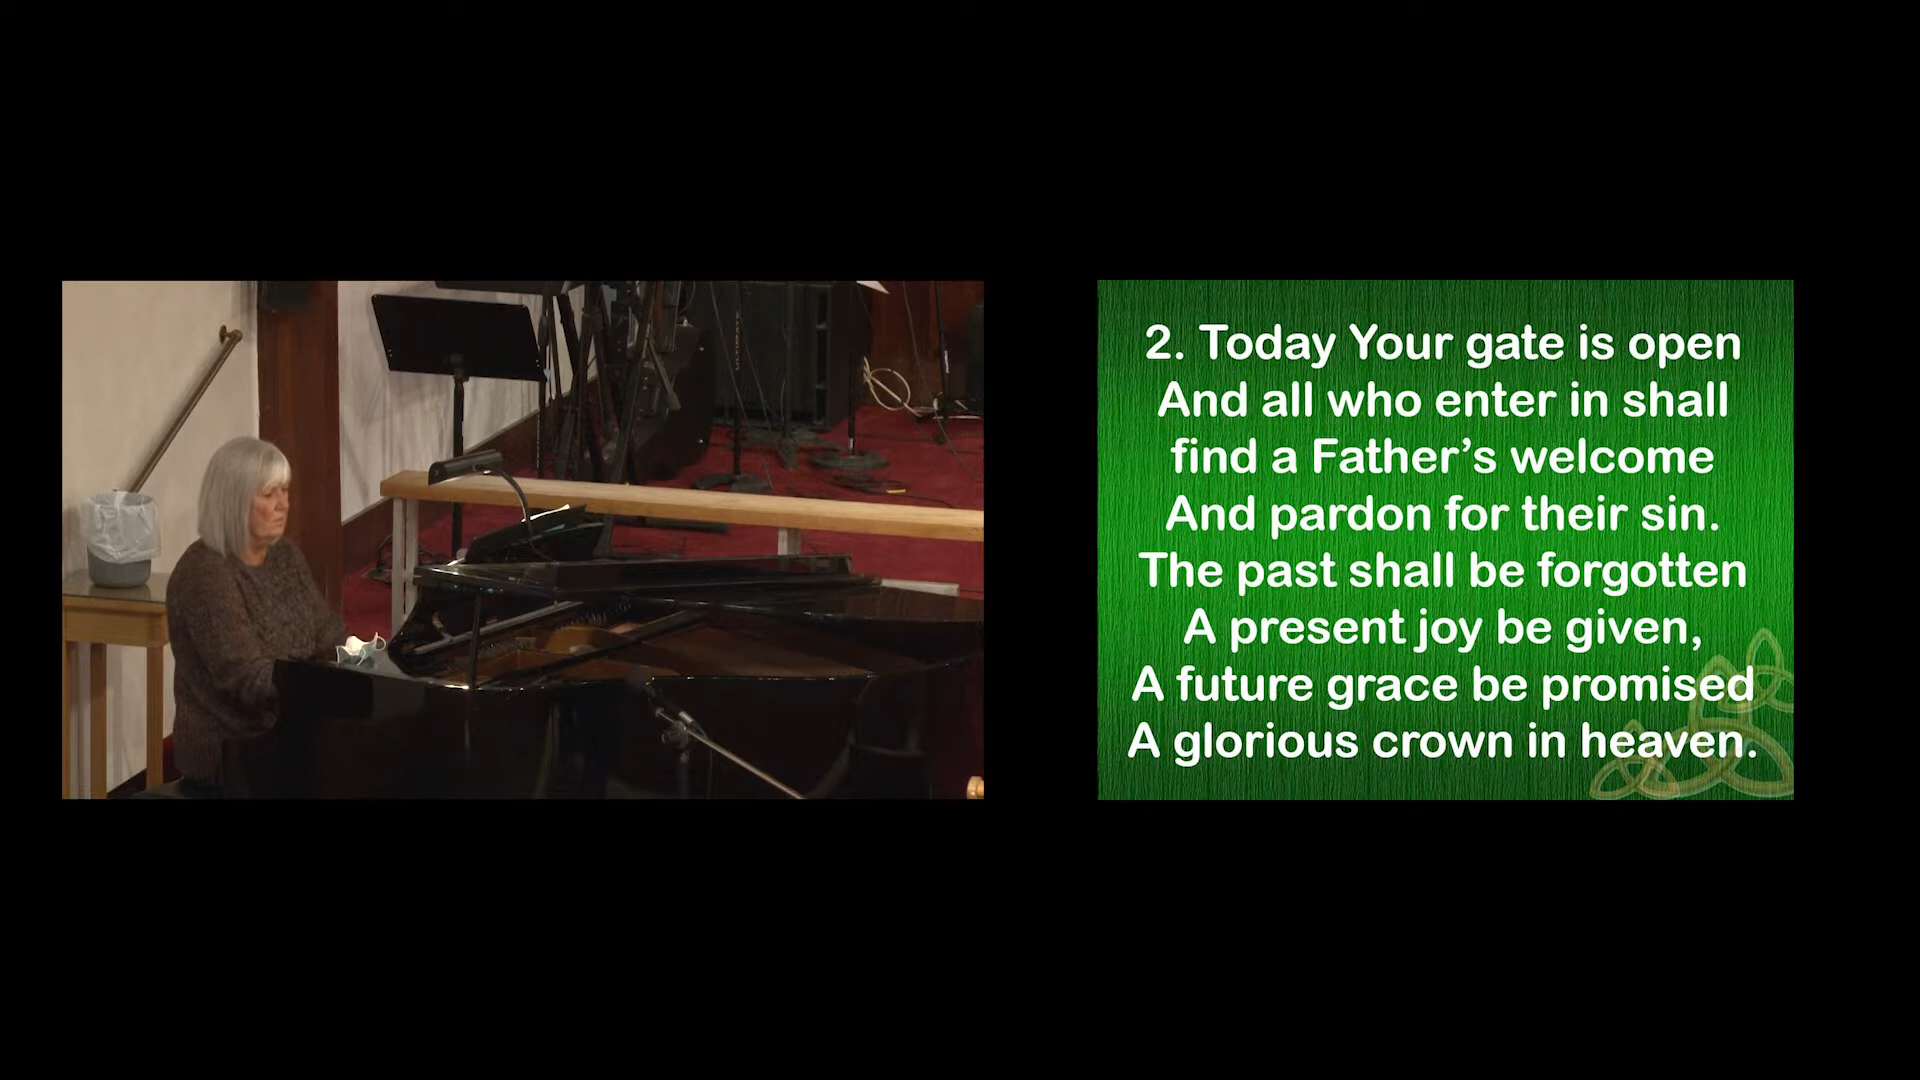 2. Today Your gate is open
And all who enter in shall
find a Father’s welcome
And pardon for their sin.
The past shall be forgotten
A present joy be given,
A future grace be promised
A glorious crown in heaven.